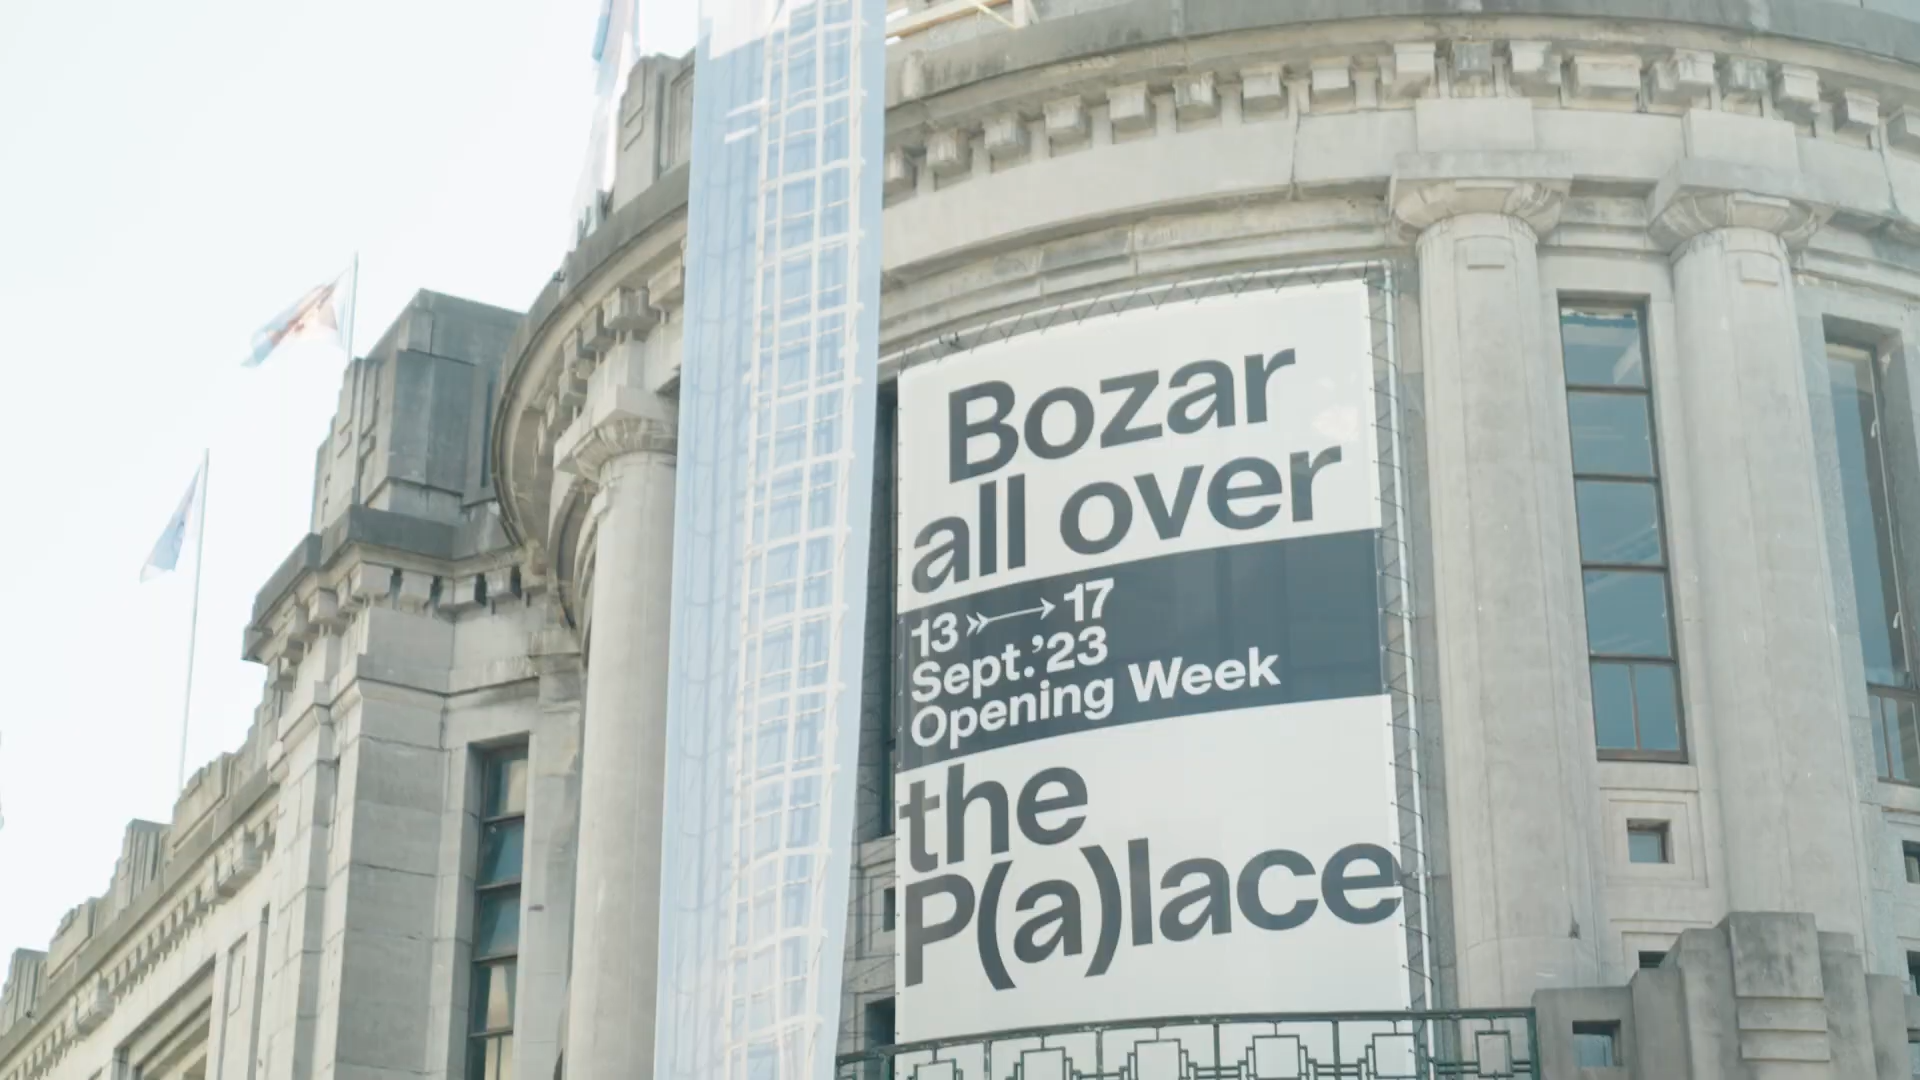 Bozar
all over
13 → 17
Sept.'23
Opening Week
the
P(a)lace